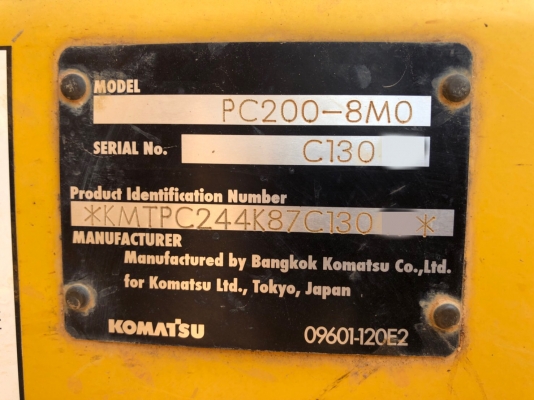 MODEL
PC200-8M0
SERIAL No.
C130
Product Identification Number
*KMTPC244K87C130 *
MANUFACTURER
Manufactured by Bangkok Komatsu Co.,Ltd.
for Komatsu Ltd., Tokyo, Japan
KOMATSU
09601-120E2